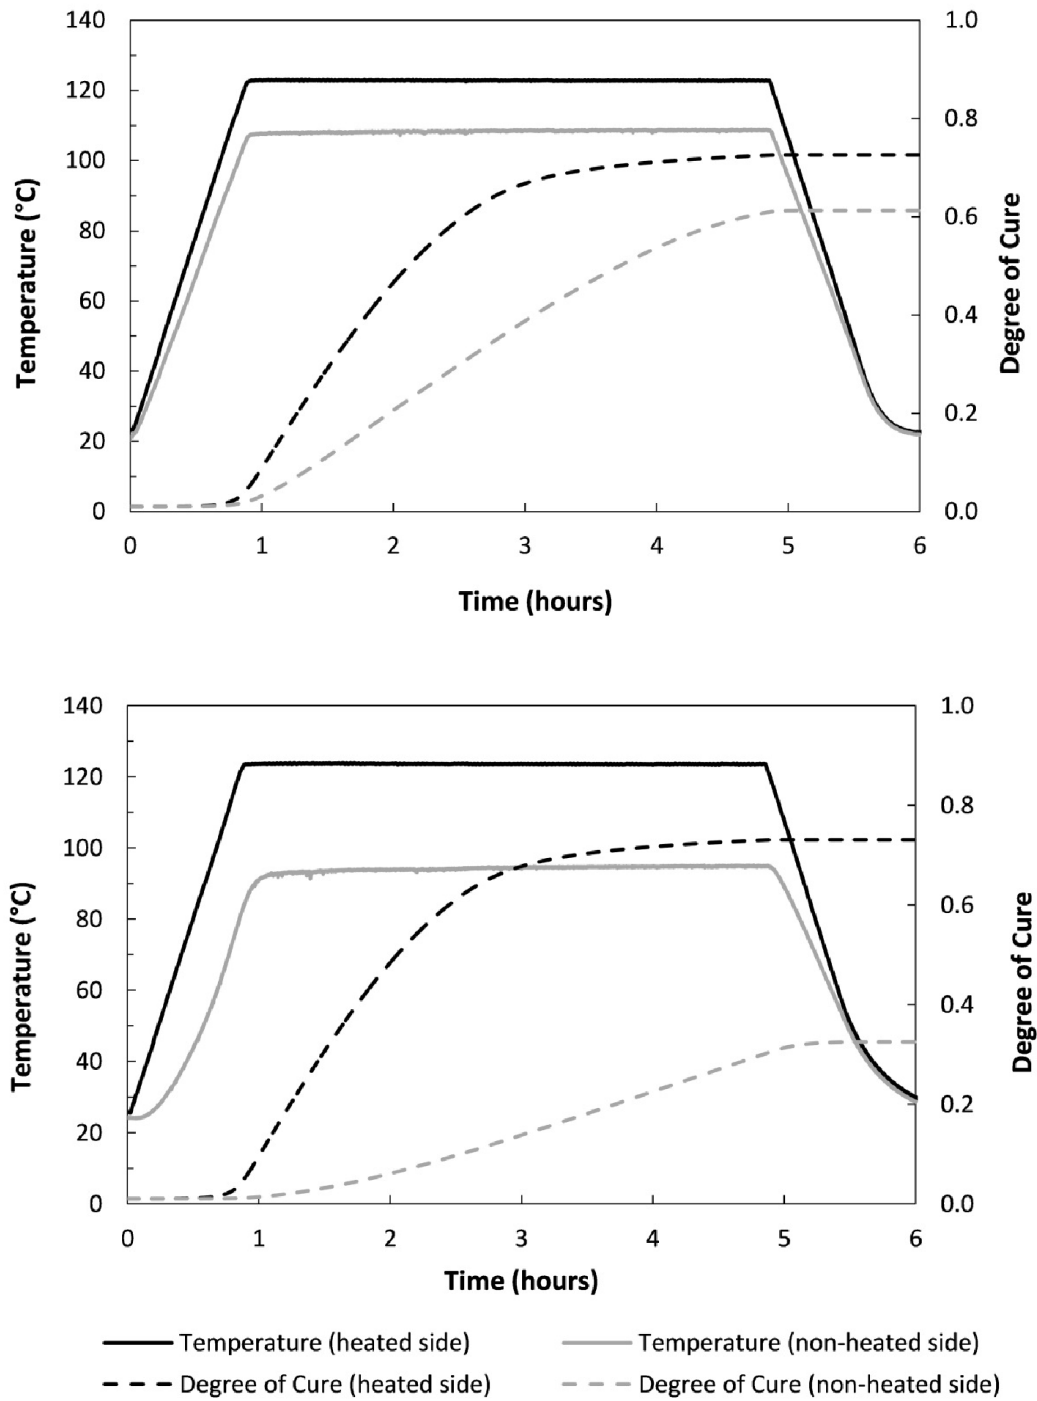 140
120
100
80
60
40
20
0
Temperature (°C)
1.0
0.8
0.6
0.4
0.2
0.0
Degree of Cure
0 1 2 3 4 5 6
Time (hours)
140
120
100
80
60
40
20
0
Temperature (°C)
1.0
0.8
0.6
0.4
0.2
0.0
Degree of Cure
0 1 2 3 4 5 6
Time (hours)
Temperature (heated side) Temperature (non-heated side)
Degree of Cure (heated side) Degree of Cure (non-heated side)